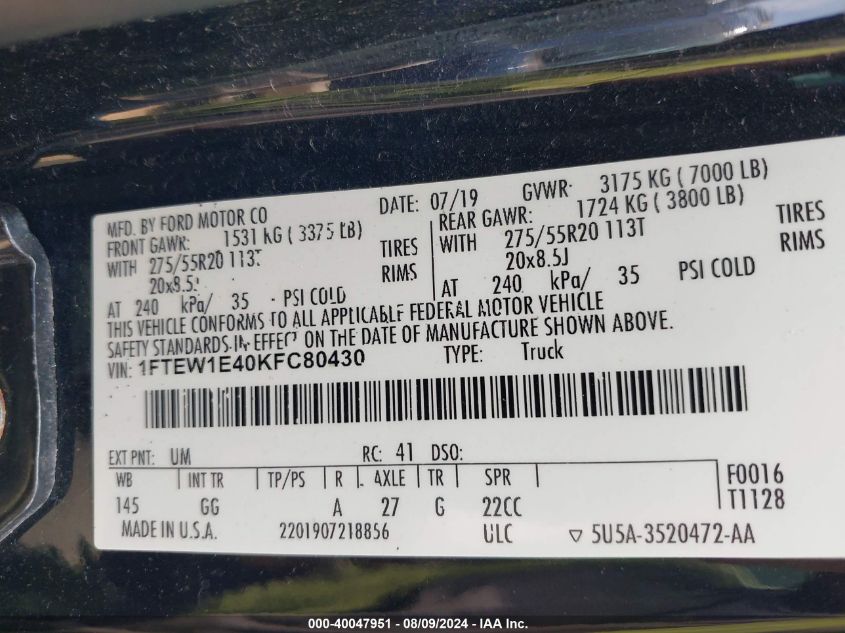 MFD. BY FORD MOTOR CO
DATE: 07/19 GVWR: 3175 KG ( 7000 LB)
FRONT GAWR: 1531 KG ( 3375 LB)
REAR GAWR: 1724 KG ( 3800 LB)
WITH 275/55R20 113T TIRES
WITH 275/55R20 113T TIRES
20x8.5J RIMS
20x8.5J RIMS
AT 240 kPa/ 35 PSI COLD
AT 240 kPa/ 35 PSI COLD
THIS VEHICLE CONFORMS TO ALL APPLICABLE FEDERAL MOTOR VEHICLE
SAFETY STANDARDS IN EFFECT ON THE DATE OF MANUFACTURE SHOWN ABOVE.
VIN: 1FTEW1E40KFC80430 TYPE: Truck
EXT PNT: UM RC: 41 DSO:
WB INT TR TP/PS R AXLE TR SPR F0016
145 GG A 27 G 22CC T1128
MADE IN U.S.A. 2201907218856 ULC ▽ 5U5A-3520472-AA
000-40047951 - 08/09/2024 - IAA Inc.